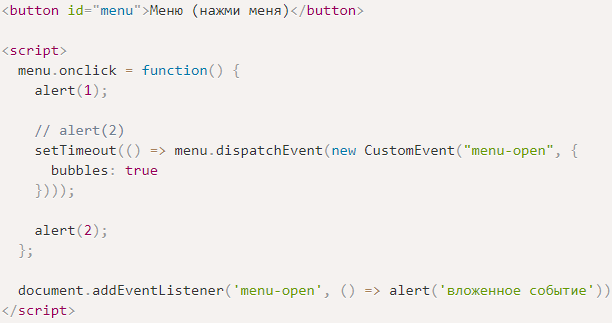 <button id="menu">Меню (нажми меня)</button>

<script>
  menu.onclick = function() {
    alert(1);

    // alert(2)
    setTimeout(() => menu.dispatchEvent(new CustomEvent("menu-open", {
      bubbles: true
    })));

    alert(2);
  };

  document.addEventListener('menu-open', () => alert('вложенное событие'))
</script>